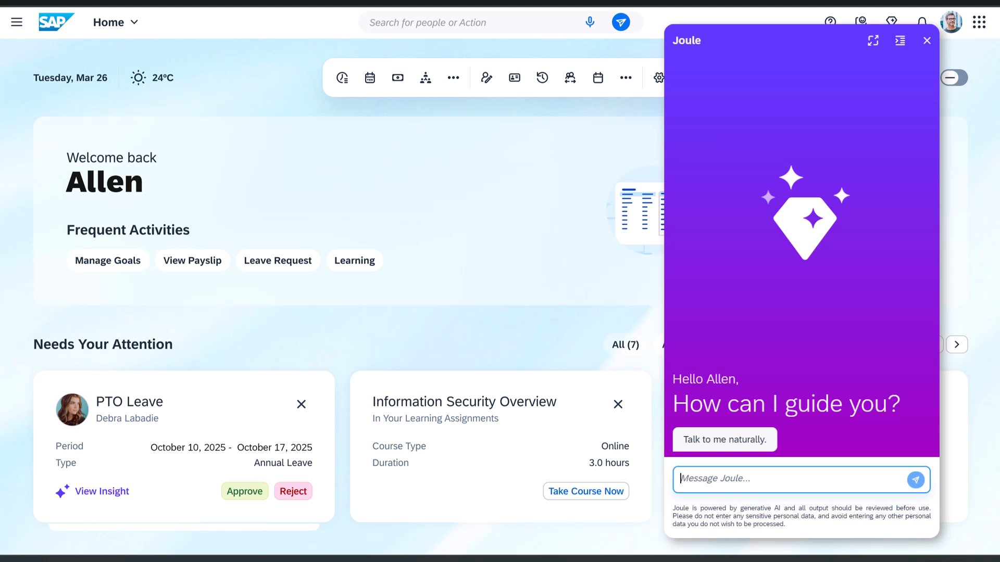 SAP
Home
Search for people or Action
Joule
Tuesday, Mar 26
24°C
Welcome back
Allen
Frequent Activities
Manage Goals
View Payslip
Leave Request
Learning
Needs Your Attention
All (7)
PTO Leave
Debra Labadie
Period
October 10, 2025 - October 17, 2025
Type
Annual Leave
View Insight
Approve
Reject
Information Security Overview
In Your Learning Assignments
Course Type
Online
Duration
3.0 hours
Take Course Now
Hello Allen,
How can I guide you?
Talk to me naturally.
Message Joule...
Joule is powered by generative AI and all output should be reviewed before use.
Please do not enter any sensitive personal data, and avoid entering any other personal
data you do not wish to be processed.